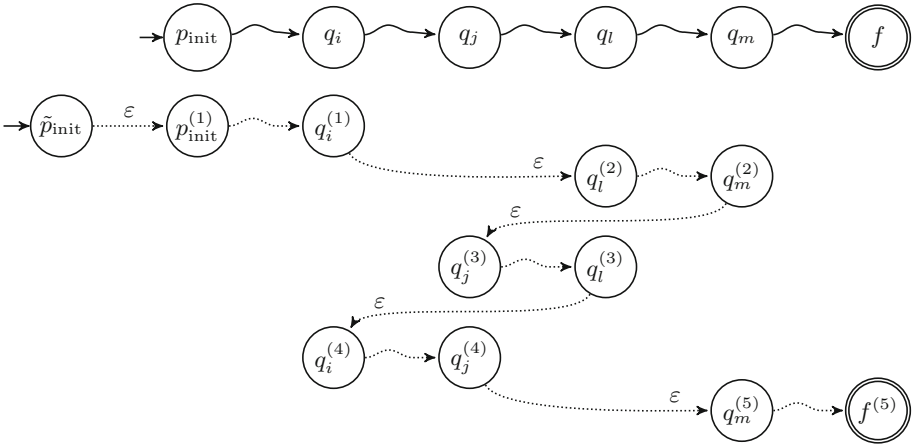 p_init q_i q_j q_l q_m f
p̃_init ε p_init^(1) q_i^(1)
ε q_l^(2) q_m^(2)
ε
q_j^(3) q_l^(3)
ε
q_i^(4) q_j^(4)
ε q_m^(5) f^(5)